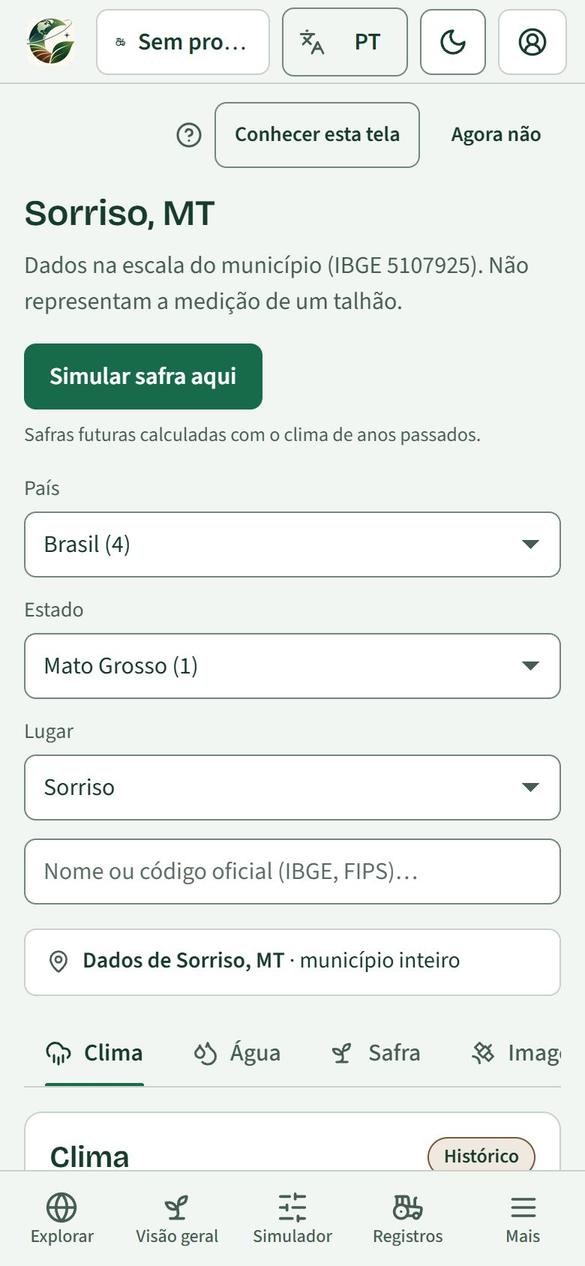 Sem pro…
PT
Conhecer esta tela
Agora não
Sorriso, MT
Dados na escala do município (IBGE 5107925). Não
representam a medição de um talhão.
Simular safra aqui
Safras futuras calculadas com o clima de anos passados.
País
Brasil (4)
Estado
Mato Grosso (1)
Lugar
Sorriso
Nome ou código oficial (IBGE, FIPS)…
Dados de Sorriso, MT · município inteiro
Clima
Água
Safra
Image
Clima
Histórico
Explorar
Visão geral
Simulador
Registros
Mais